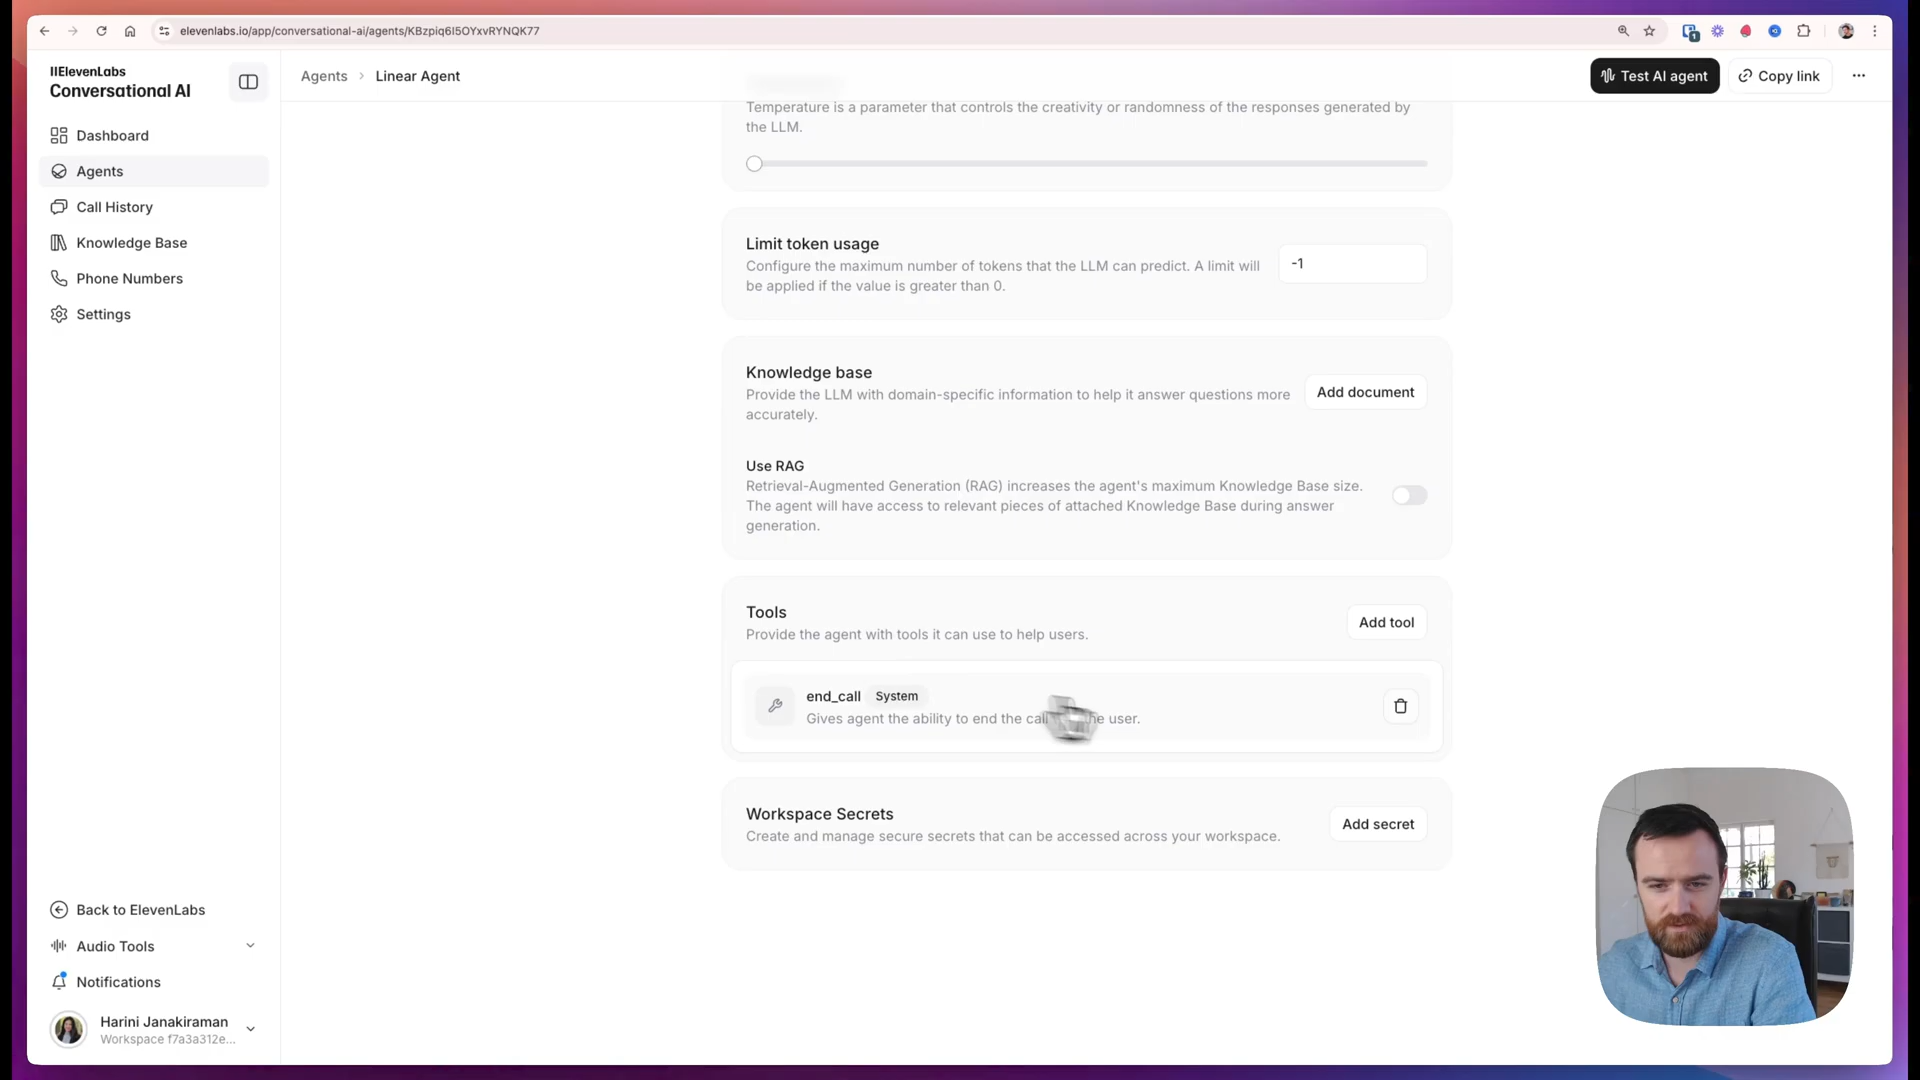 elevenlabs.io/app/conversational-ai/agents/KBzpiq6I5OYxvRYNQK77
1
IIElevenLabs
Conversational AI
Agents
Linear Agent
Test AI agent
Copy link
Dashboard
Agents
Call History
Knowledge Base
Phone Numbers
Settings
Temperature is a parameter that controls the creativity or randomness of the responses generated by
the LLM.
Limit token usage
Configure the maximum number of tokens that the LLM can predict. A limit will
be applied if the value is greater than 0.
-1
Knowledge base
Provide the LLM with domain-specific information to help it answer questions more
accurately.
Add document
Use RAG
Retrieval-Augmented Generation (RAG) increases the agent's maximum Knowledge Base size.
The agent will have access to relevant pieces of attached Knowledge Base during answer
generation.
Tools
Provide the agent with tools it can use to help users.
Add tool
end_call System
Gives agent the ability to end the call the user.
Workspace Secrets
Create and manage secure secrets that can be accessed across your workspace.
Add secret
Back to ElevenLabs
Audio Tools
Notifications
Harini Janakiraman
Workspace f7a3a312e...